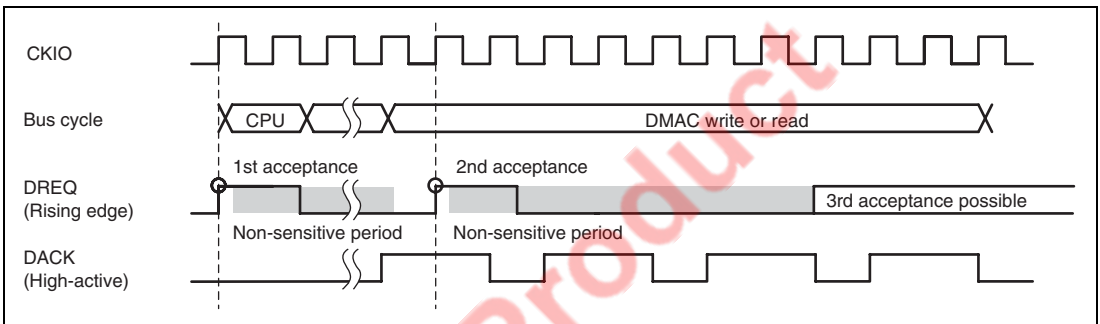 CKIO
Bus cycle
CPU
DMAC write or read
1st acceptance
2nd acceptance
DREQ
(Rising edge)
3rd acceptance possible
Non-sensitive period
Non-sensitive period
DACK
(High-active)
Product